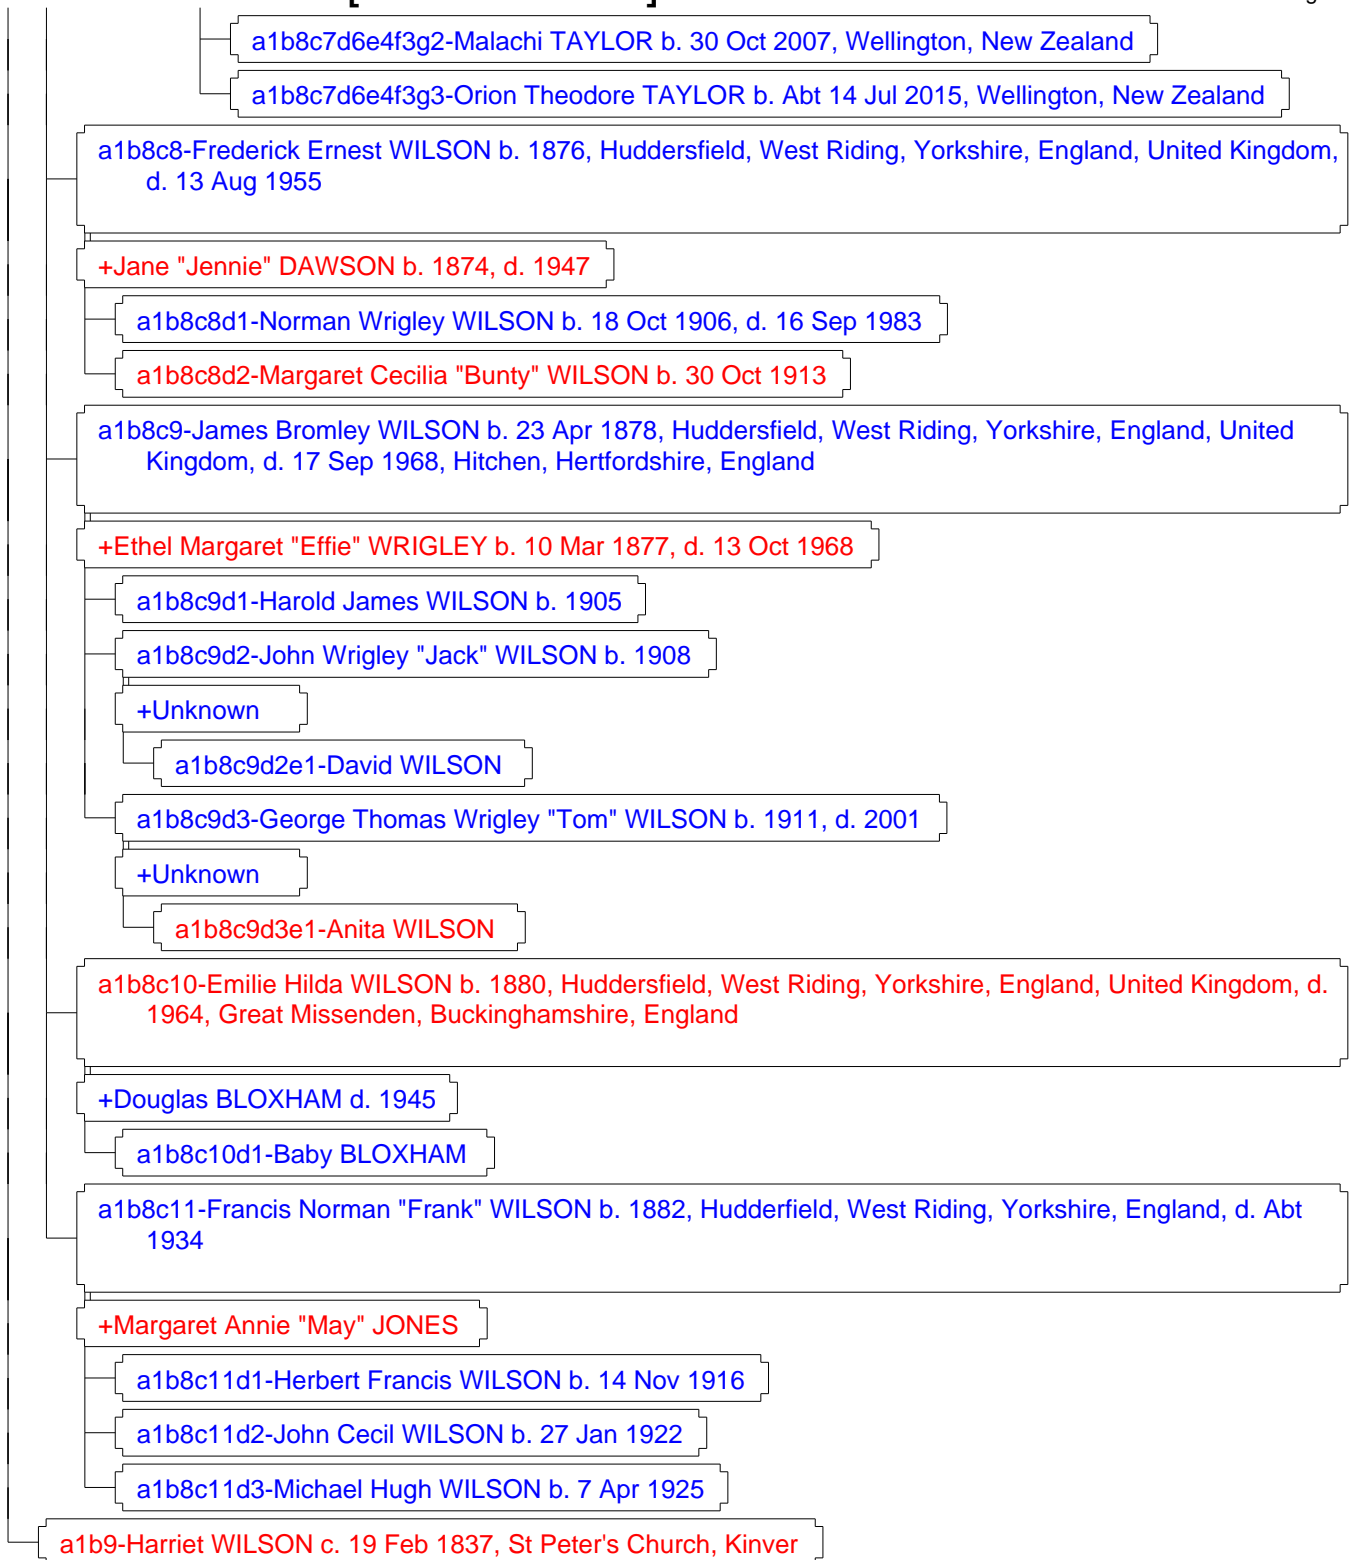 a1b8c7d6e4f3g2-Malachi TAYLOR b. 30 Oct 2007, Wellington, New Zealand
a1b8c7d6e4f3g3-Orion Theodore TAYLOR b. Abt 14 Jul 2015, Wellington, New Zealand
a1b8c8-Frederick Ernest WILSON b. 1876, Huddersfield, West Riding, Yorkshire, England, United Kingdom,
d. 13 Aug 1955
+Jane "Jennie" DAWSON b. 1874, d. 1947
a1b8c8d1-Norman Wrigley WILSON b. 18 Oct 1906, d. 16 Sep 1983
a1b8c8d2-Margaret Cecilia "Bunty" WILSON b. 30 Oct 1913
a1b8c9-James Bromley WILSON b. 23 Apr 1878, Huddersfield, West Riding, Yorkshire, England, United
Kingdom, d. 17 Sep 1968, Hitchen, Hertfordshire, England
+Ethel Margaret "Effie" WRIGLEY b. 10 Mar 1877, d. 13 Oct 1968
a1b8c9d1-Harold James WILSON b. 1905
a1b8c9d2-John Wrigley "Jack" WILSON b. 1908
+Unknown
a1b8c9d2e1-David WILSON
a1b8c9d3-George Thomas Wrigley "Tom" WILSON b. 1911, d. 2001
+Unknown
a1b8c9d3e1-Anita WILSON
a1b8c10-Emilie Hilda WILSON b. 1880, Huddersfield, West Riding, Yorkshire, England, United Kingdom, d.
1964, Great Missenden, Buckinghamshire, England
+Douglas BLOXHAM d. 1945
a1b8c10d1-Baby BLOXHAM
a1b8c11-Francis Norman "Frank" WILSON b. 1882, Hudderfield, West Riding, Yorkshire, England, d. Abt
1934
+Margaret Annie "May" JONES
a1b8c11d1-Herbert Francis WILSON b. 14 Nov 1916
a1b8c11d2-John Cecil WILSON b. 27 Jan 1922
a1b8c11d3-Michael Hugh WILSON b. 7 Apr 1925
a1b9-Harriet WILSON c. 19 Feb 1837, St Peter's Church, Kinver